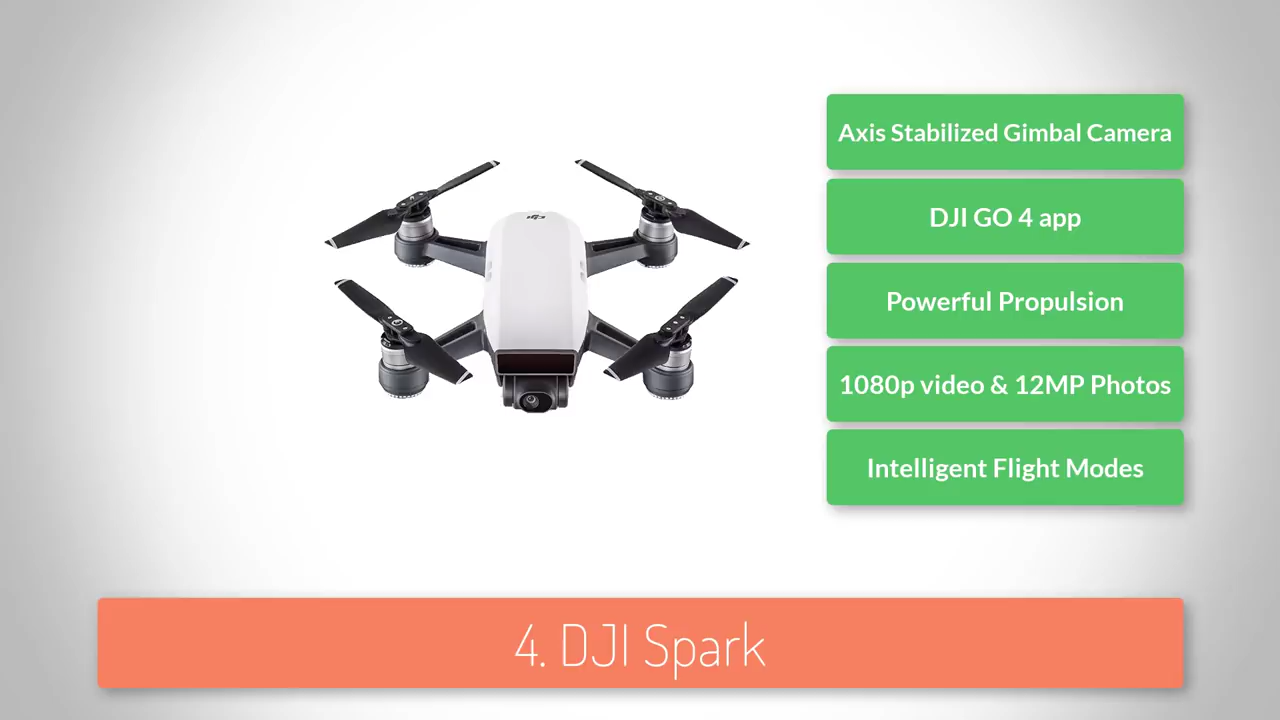 Axis Stabilized Gimbal Camera
DJI GO 4 app
Powerful Propulsion
1080p video & 12MP Photos
Intelligent Flight Modes
4. DJI Spark